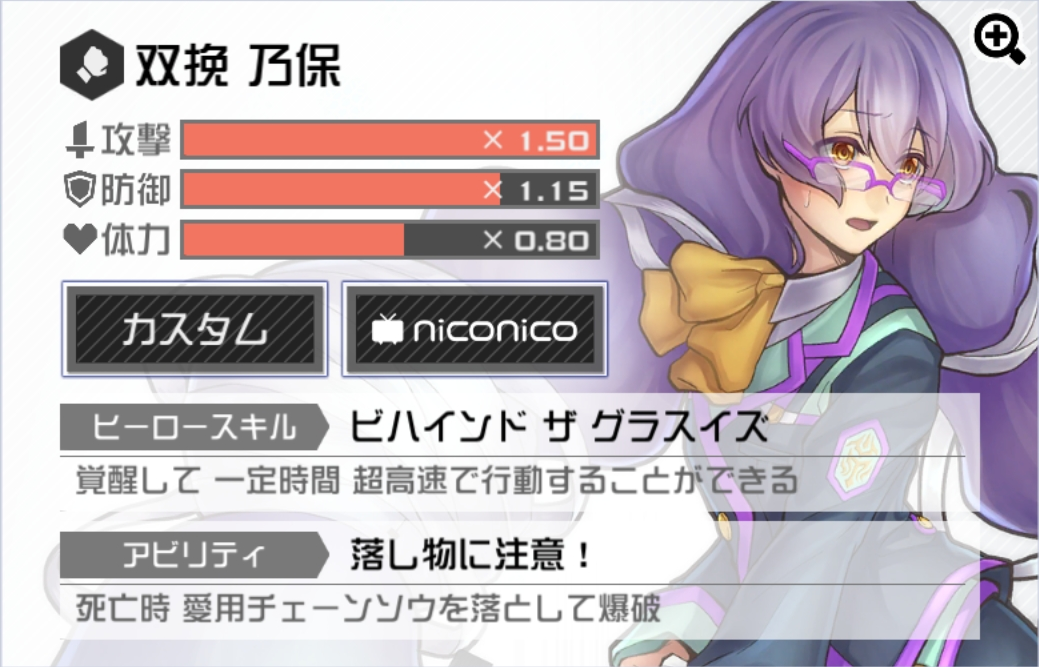 双挽 乃保
攻撃 × 1.50
防御 × 1.15
体力 × 0.80
カスタム
niconico
ヒーロースキル ビハインド ザ グラスイズ
覚醒して 一定時間 超高速で行動することができる
アビリティ 落し物に注意！
死亡時 愛用チェーンソウを落として爆破